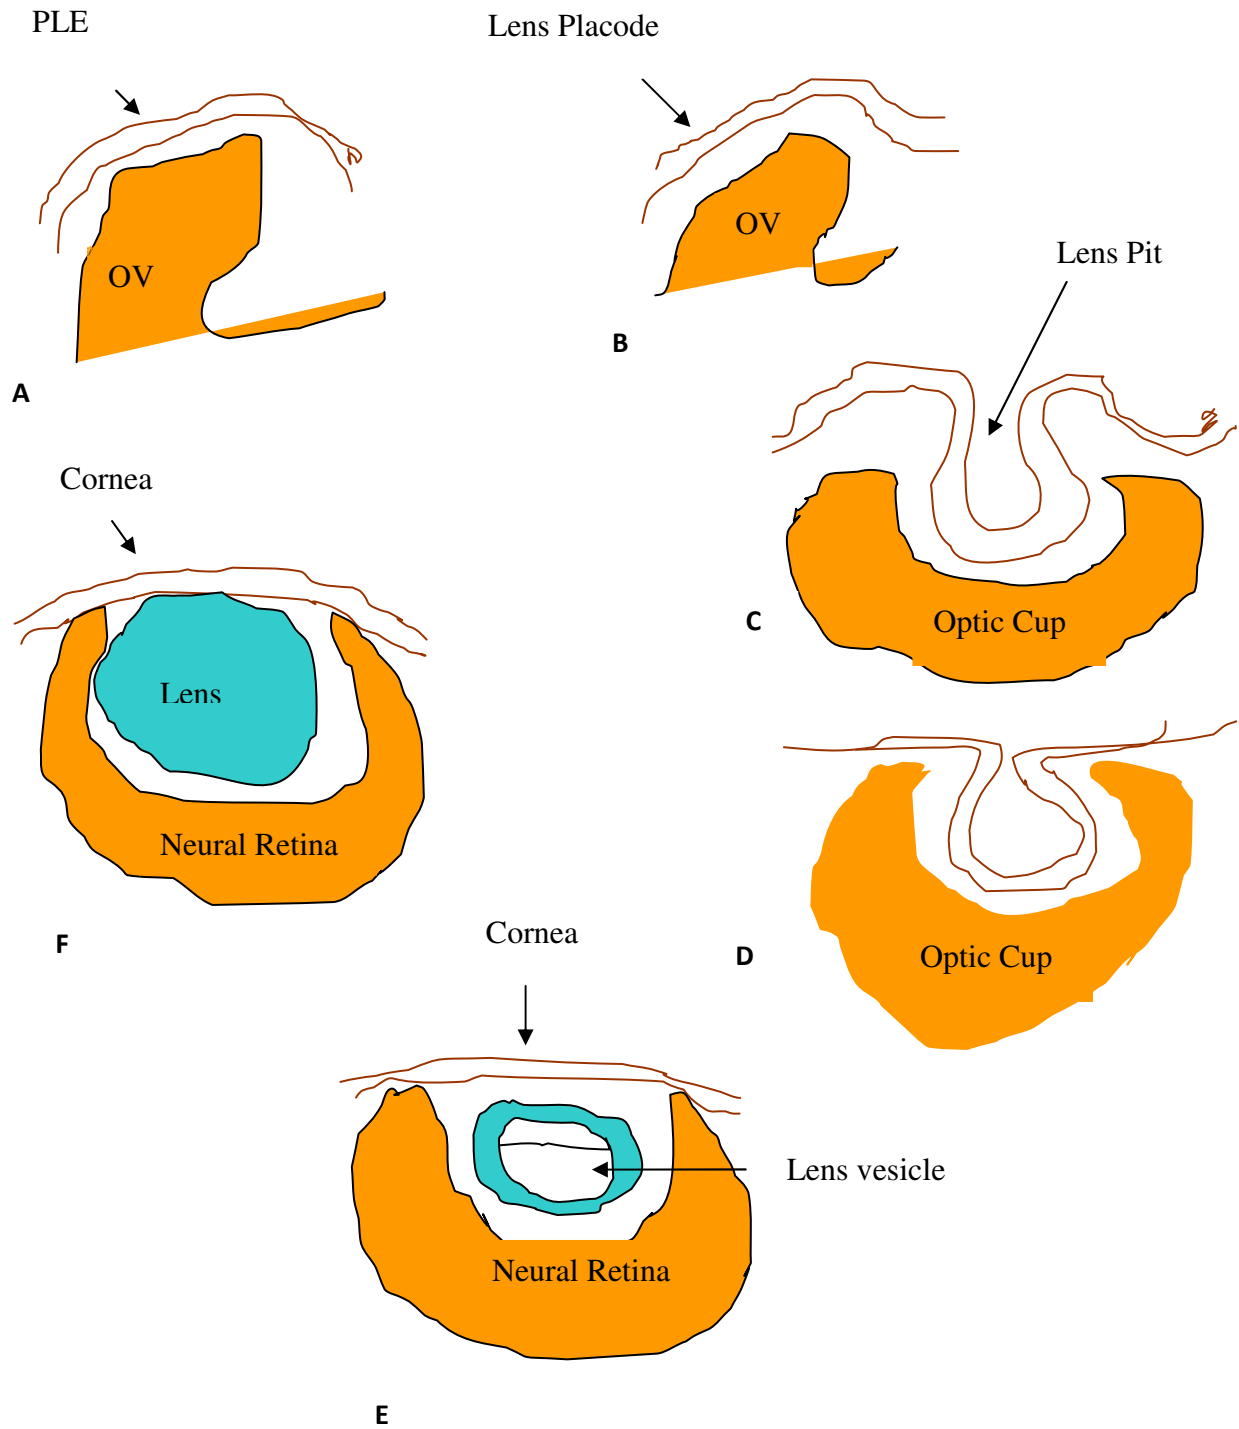 PLE
Lens Placode
OV
OV
Lens Pit
B
A
Cornea
C
Optic Cup
Lens
Neural Retina
F
Cornea
D
Optic Cup
Lens vesicle
Neural Retina
E